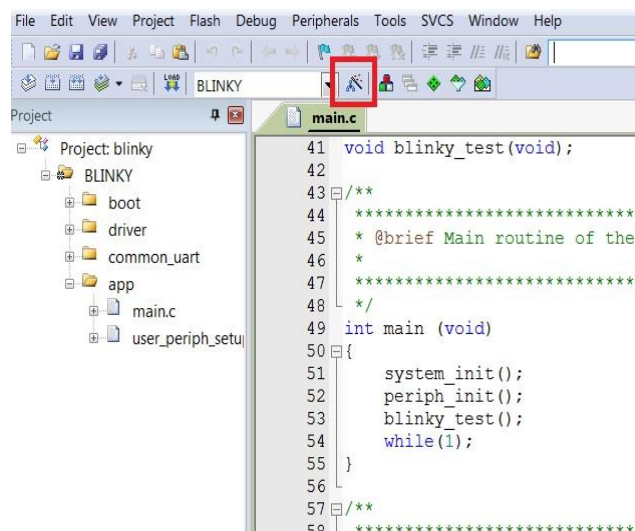 File Edit View Project Flash Debug Peripherals Tools SVCS Window Help
LOAD BLINKY
Project
main.c
Project: blinky
BLINKY
boot
driver
common_uart
app
main.c
user_periph_setu
41 void blinky_test(void);
42
43 /**
44 ****************************
45 * @brief Main routine of the
46 *
47 ****************************
48 */
49 int main (void)
50 {
51 system_init();
52 periph_init();
53 blinky_test();
54 while(1);
55 }
56
57 /**
58 ****************************